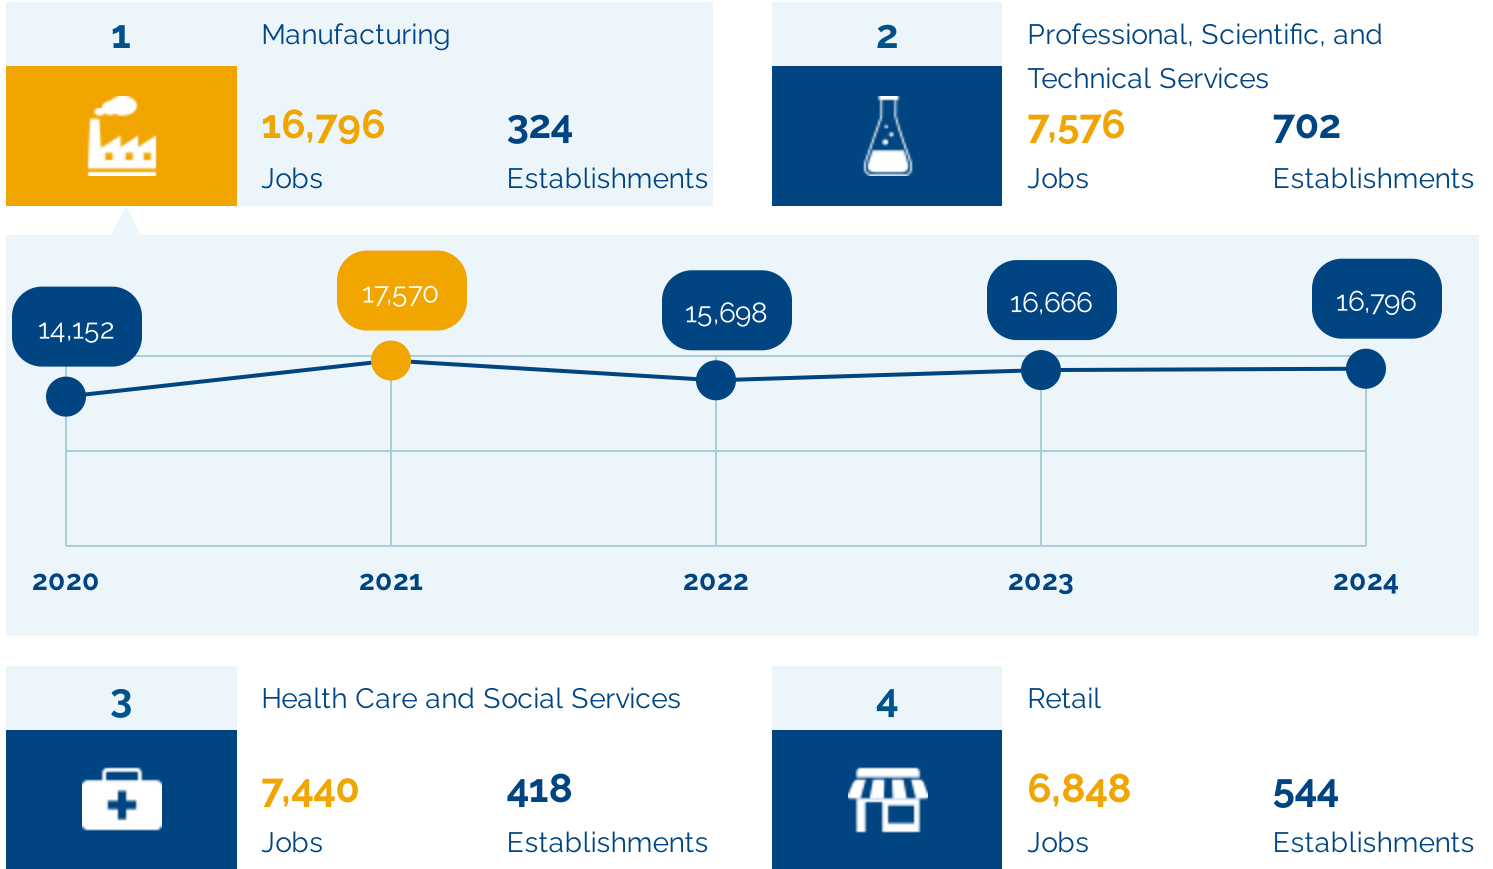 1
Manufacturing
16,796
Jobs
324
Establishments
2
Professional, Scientific, and
Technical Services
7,576
Jobs
702
Establishments
14,152
17,570
15,698
16,666
16,796
2020
2021
2022
2023
2024
3
Health Care and Social Services
7,440
Jobs
418
Establishments
4
Retail
6,848
Jobs
544
Establishments